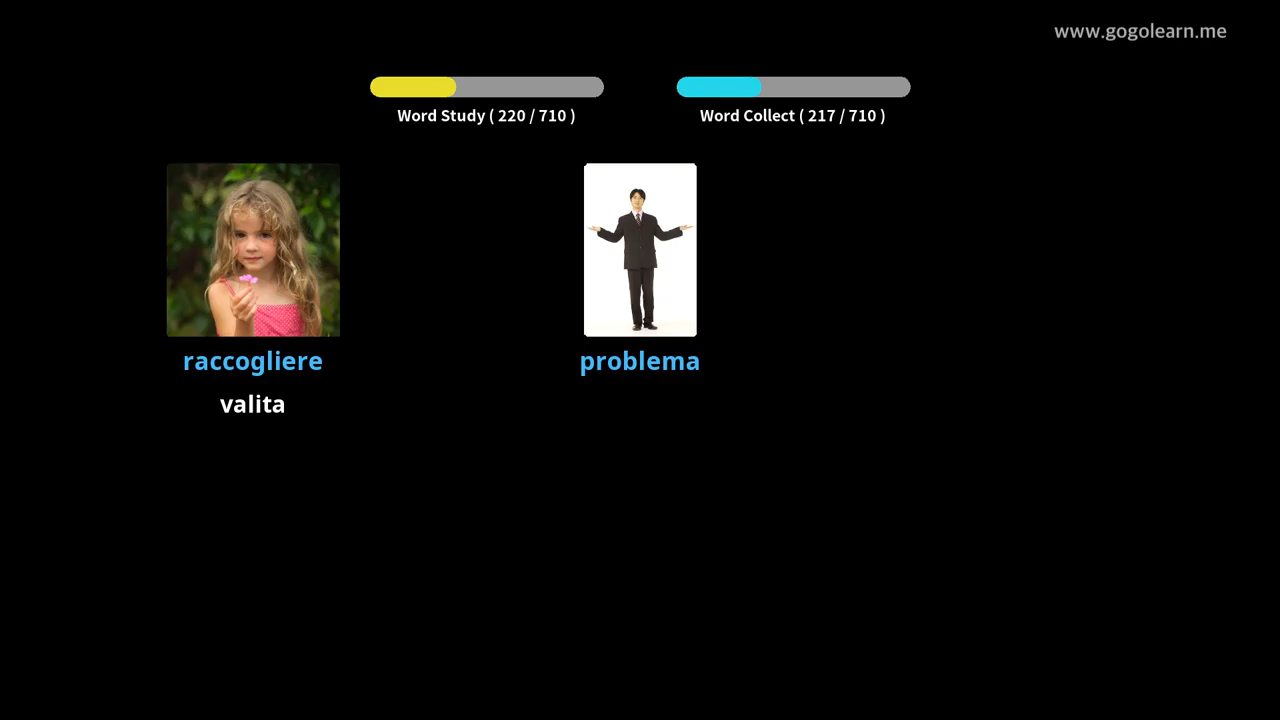 www.gogolearn.me
Word Study ( 220 / 710 )
Word Collect ( 217 / 710 )
raccogliere
valita
problema